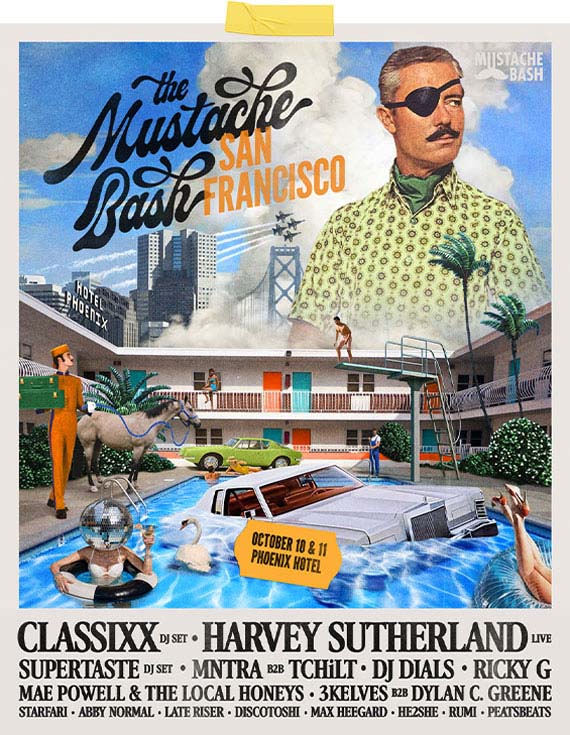 MUSTACHE
BASH
the
Mustache
Bash
SAN
FRANCISCO
HOTEL
PHOENIX
OCTOBER 10 & 11
PHOENIX HOTEL
CLASSIXX DJ SET • HARVEY SUTHERLAND LIVE
SUPERTASTE DJ SET • MNTRA B2B TCHiLT • DJ DIALS • RICKY G
MAE POWELL & THE LOCAL HONEYS • 3KELVES B2B DYLAN C. GREENE
STARFARI • ABBY NORMAL • LATE RISER • DISCOTOSHI • MAX HEEGARD • HE2SHE • RUMI • PEATSBEATS